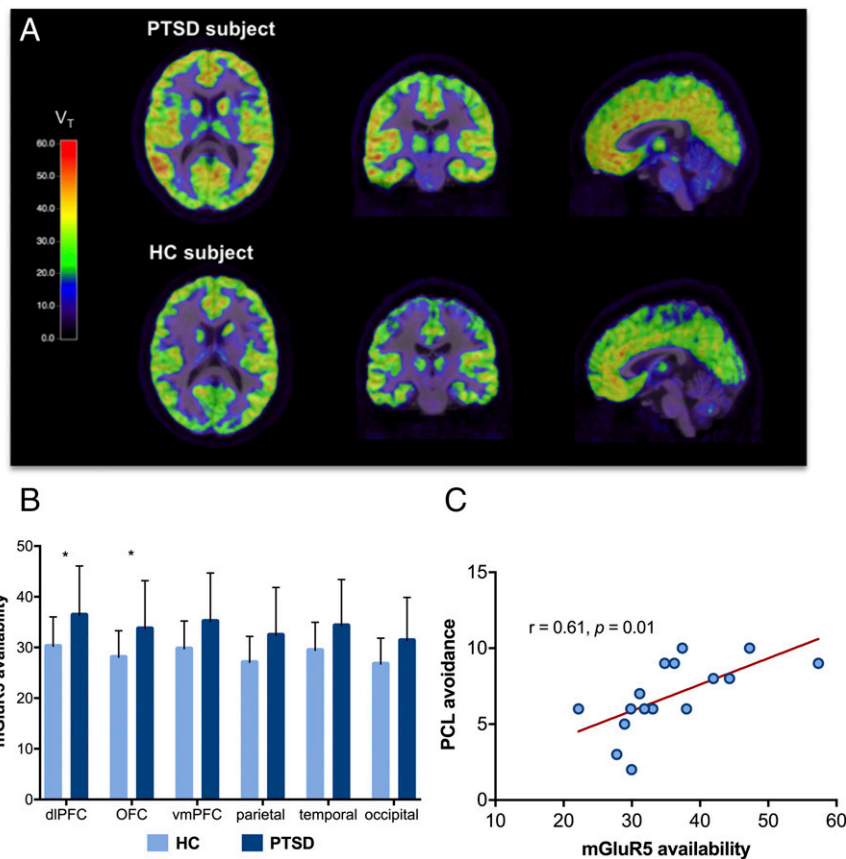 A
PTSD subject
V_T
60.0
50.0
40.0
30.0
20.0
10.0
0.0
HC subject
B
mGluR5 availability
50
40
30
20
10
0
*
*
dlPFC
OFC
vmPFC
parietal
temporal
occipital
HC
PTSD
C
PCL avoidance
15
10
5
0
r = 0.61, p = 0.01
10
20
30
40
50
60
mGluR5 availability